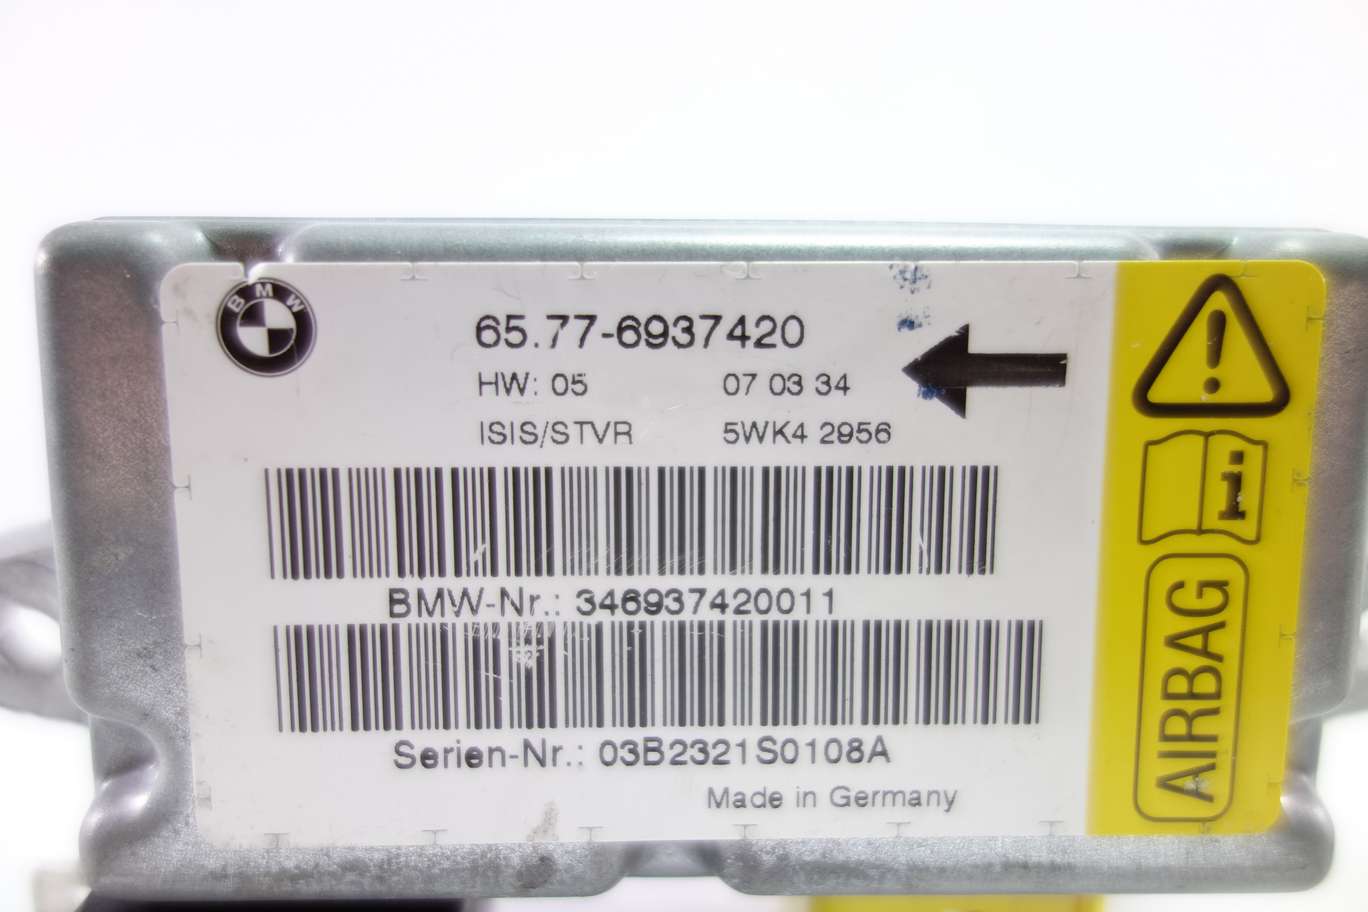 BMW
65.77-6937420
HW: 05 07 03 34
ISIS/STVR 5WK4 2956
BMW-Nr.: 346937420011
Serien-Nr.: 03B2321S0108A
Made in Germany
!
i
AIRBAG